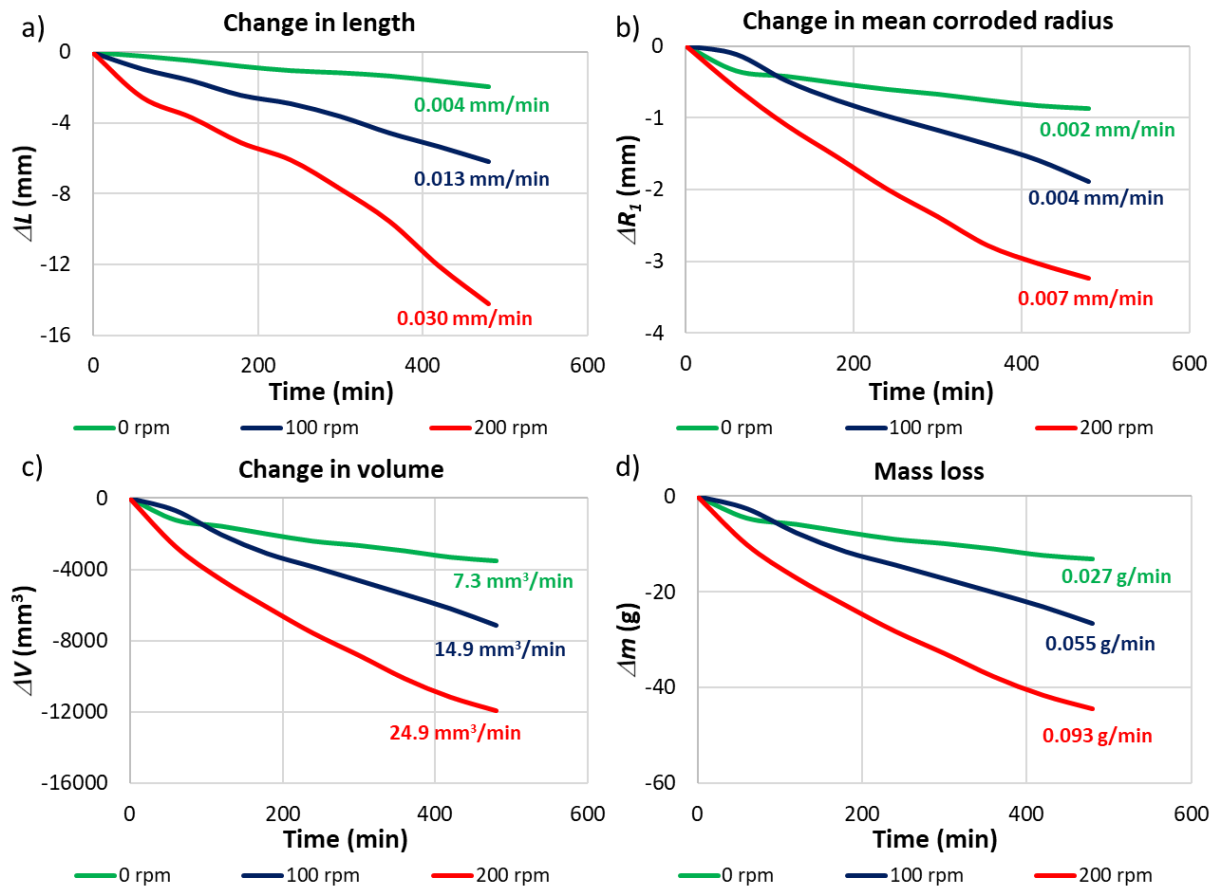 a)
Change in length
0
-4
-8
-12
-16
ΔL (mm)
0.004 mm/min
0.013 mm/min
0.030 mm/min
0 200 400 600
Time (min)
0 rpm 100 rpm 200 rpm
b)
Change in mean corroded radius
0
-1
-2
-3
-4
ΔR₁ (mm)
0.002 mm/min
0.004 mm/min
0.007 mm/min
0 200 400 600
Time (min)
0 rpm 100 rpm 200 rpm
c)
Change in volume
0
-4000
-8000
-12000
-16000
ΔV (mm³)
7.3 mm³/min
14.9 mm³/min
24.9 mm³/min
0 200 400 600
Time (min)
0 rpm 100 rpm 200 rpm
d)
Mass loss
0
-20
-40
-60
Δm (g)
0.027 g/min
0.055 g/min
0.093 g/min
0 200 400 600
Time (min)
0 rpm 100 rpm 200 rpm